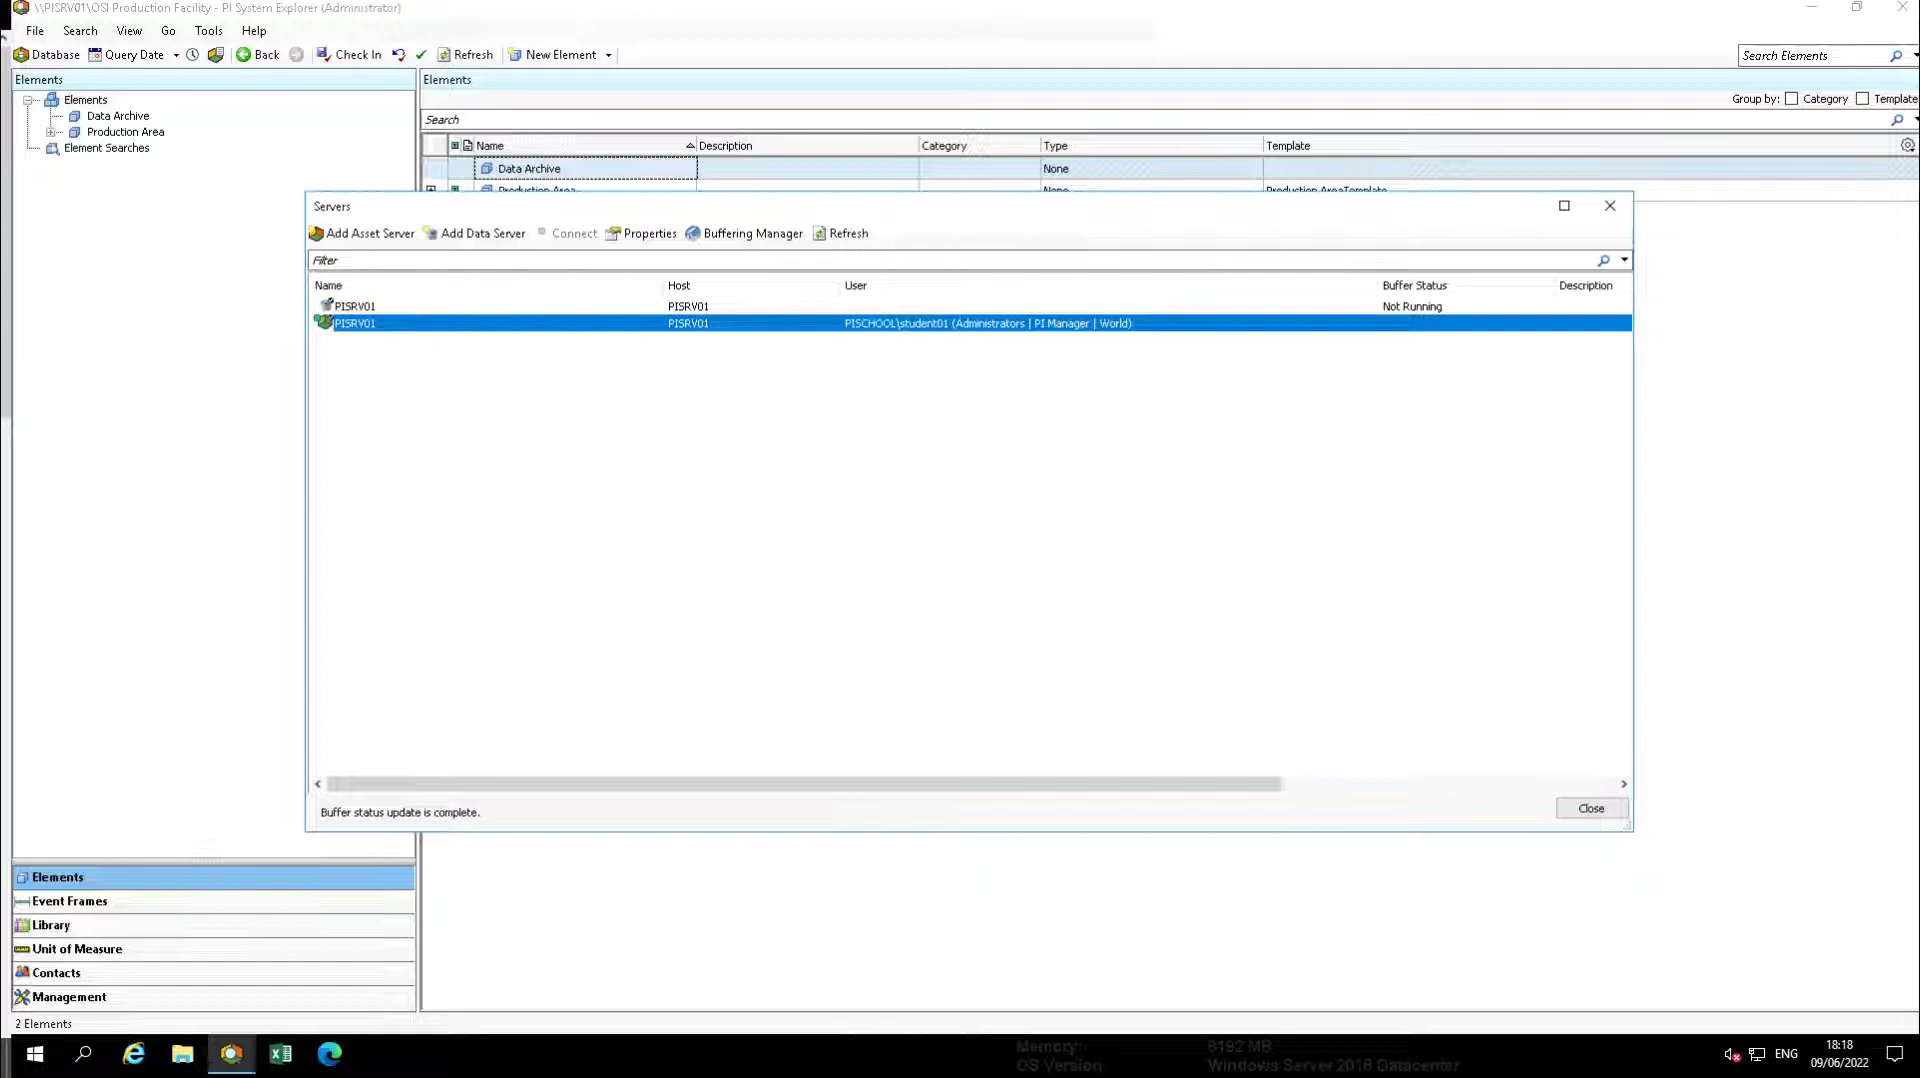 \\PISRV01\OSI Production Facility - PI System Explorer (Administrator)
File Search View Go Tools Help
Database Query Date Back Check In Refresh New Element Search Elements
Elements
Elements
Data Archive
Production Area
Element Searches
Elements
Group by: Category Template
Search
Name Description Category Type Template
Data Archive None
Production Area None Production AreaTemplate
Servers
Add Asset Server Add Data Server Connect Properties Buffering Manager Refresh
Filter
Name Host User Buffer Status Description
PISRV01 PISRV01 Not Running
PISRV01 PISRV01 PISCHOOL\student01 (Administrators | PI Manager | World)
Buffer status update is complete.
Close
Elements
Event Frames
Library
Unit of Measure
Contacts
Management
2 Elements
Memory: 8192 MB
OS Version: Windows Server 2016 Datacenter
ENG
18:18
09/06/2022